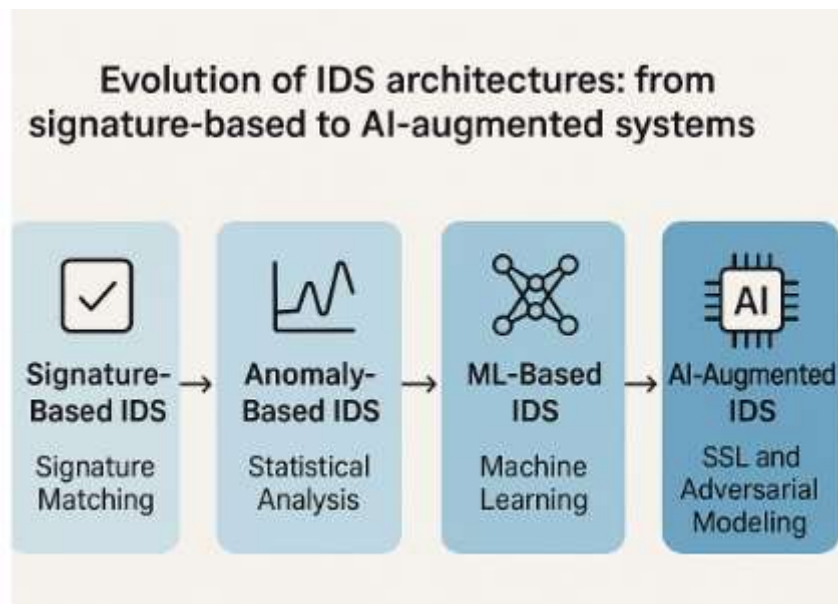 Evolution of IDS architectures: from
signature-based to AI-augmented systems
Signature-
Based IDS
Signature
Matching
Anomaly-
Based IDS
Statistical
Analysis
ML-Based
IDS
Machine
Learning
AI
AI-Augmented
IDS
SSL and
Adversarial
Modeling